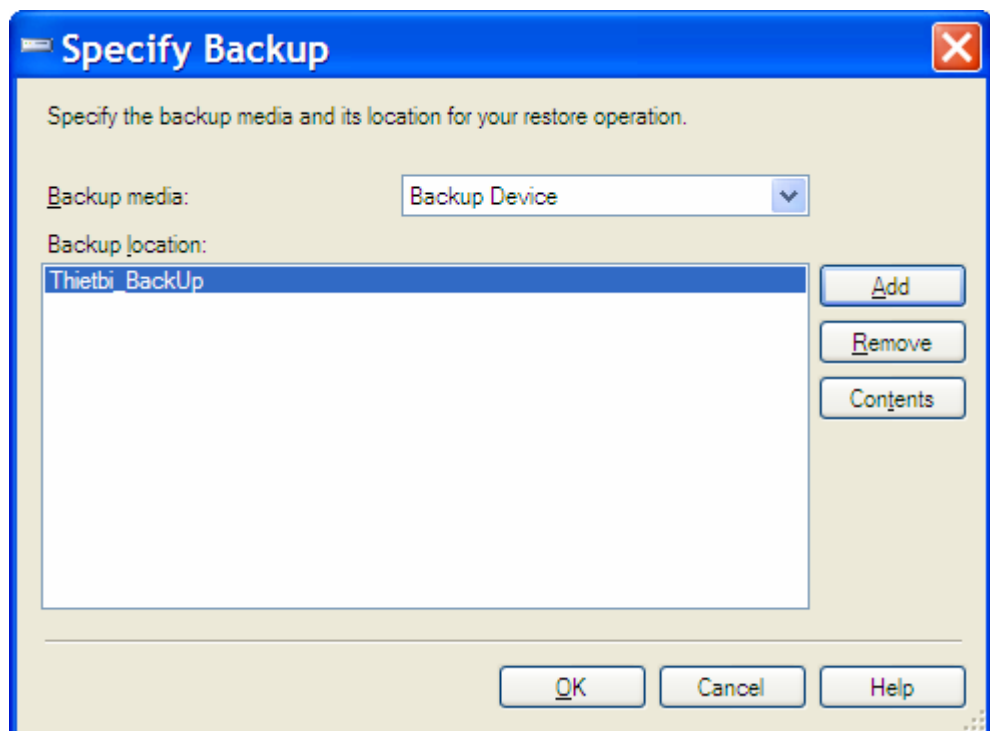 Specify Backup
Specify the backup media and its location for your restore operation.
Backup media:
Backup Device
Backup location:
Thietbi_BackUp
Add
Remove
Contents
OK
Cancel
Help